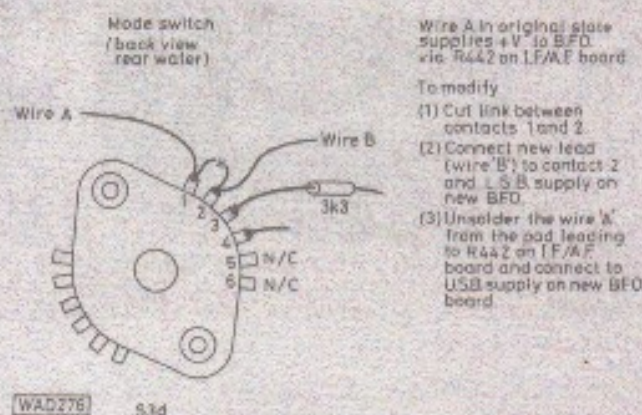 Mode switch
(back view
rear wafer)
Wire A
Wire B
1
2
3
4
5
6
3k3
N/C
N/C
WAD276
S3d
Wire A in original state
supplies +V to B.F.O.
via R442 on I.F/A.F board
To modify
(1) Cut link between
contacts 1 and 2.
(2) Connect new lead
(wire 'B') to contact 2
and L.S.B. supply on
new BFO.
(3) Unsolder the wire 'A'
from the pad leading
to R442 on I.F/A.F
board and connect to
U.S.B. supply on new BFO
board